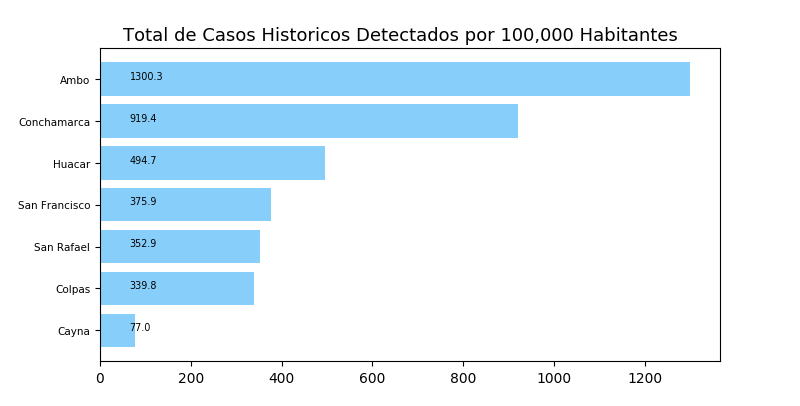 Total de Casos Historicos Detectados por 100,000 Habitantes
Ambo 1300.3
Conchamarca 919.4
Huacar 494.7
San Francisco 375.9
San Rafael 352.9
Colpas 339.8
Cayna 77.0
0 200 400 600 800 1000 1200